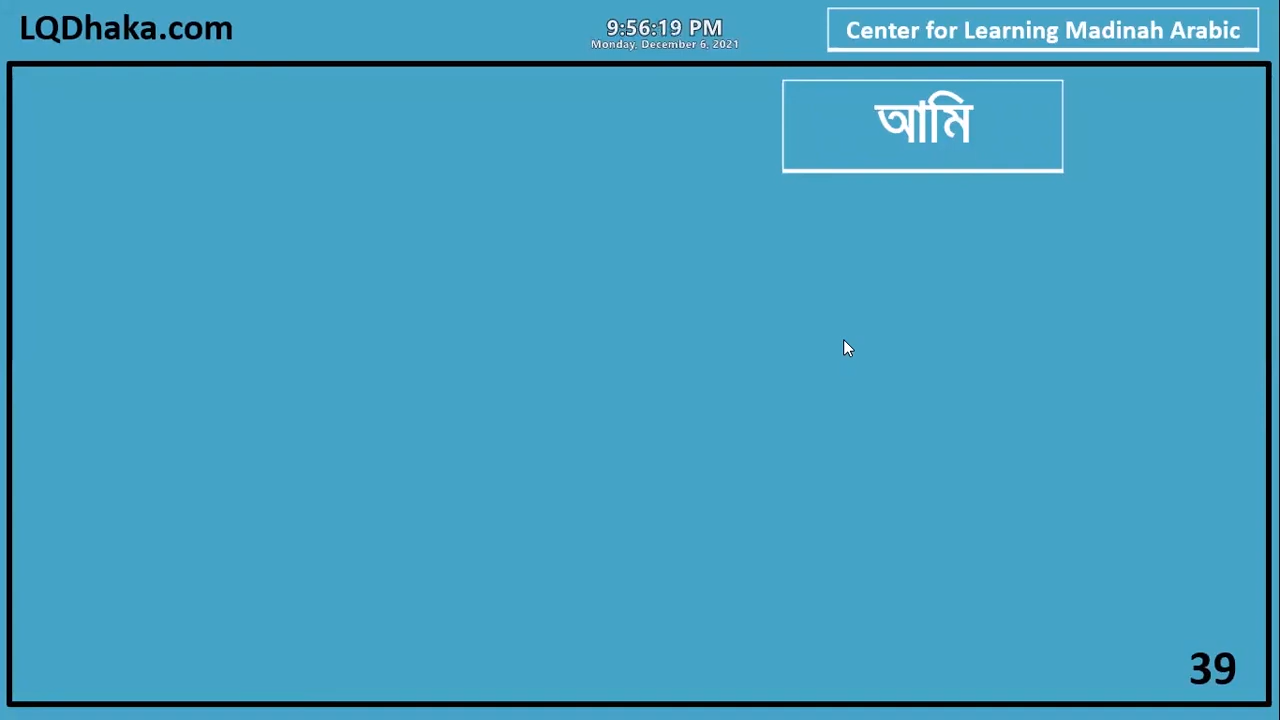 LQDhaka.com
9:56:19 PM
Monday, December 6, 2021
Center for Learning Madinah Arabic
আমি
39